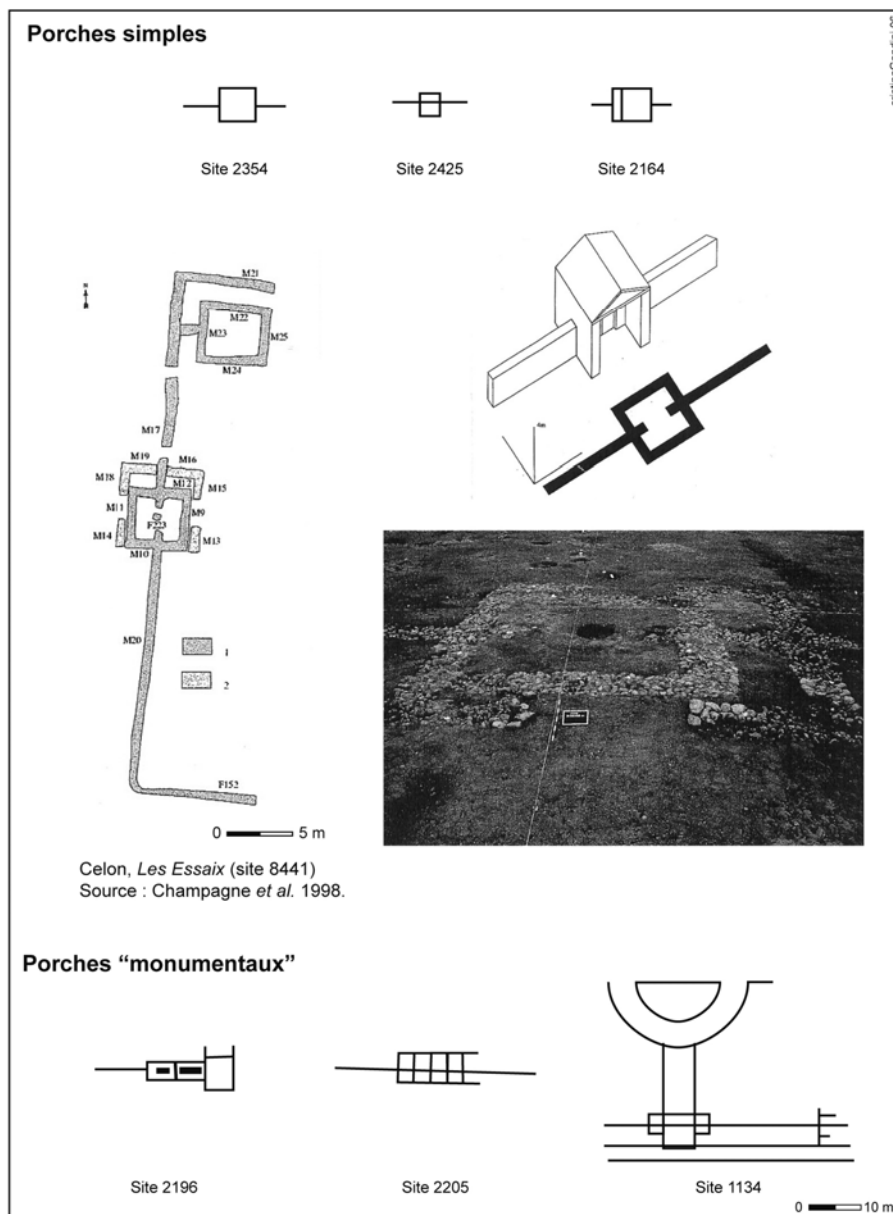 Porches simples
Site 2354
Site 2425
Site 2164
M21
N
M22
M23
M25
M24
M17
M19
M16
M18
M12
M15
M11
M9
F223
M14
M13
M10
M20
1
2
F152
0 5 m
4m
Celon, Les Essaix (site 8441)
Source : Champagne et al. 1998.
Porches “monumentaux”
Site 2196
Site 2205
Site 1134
0 10 m